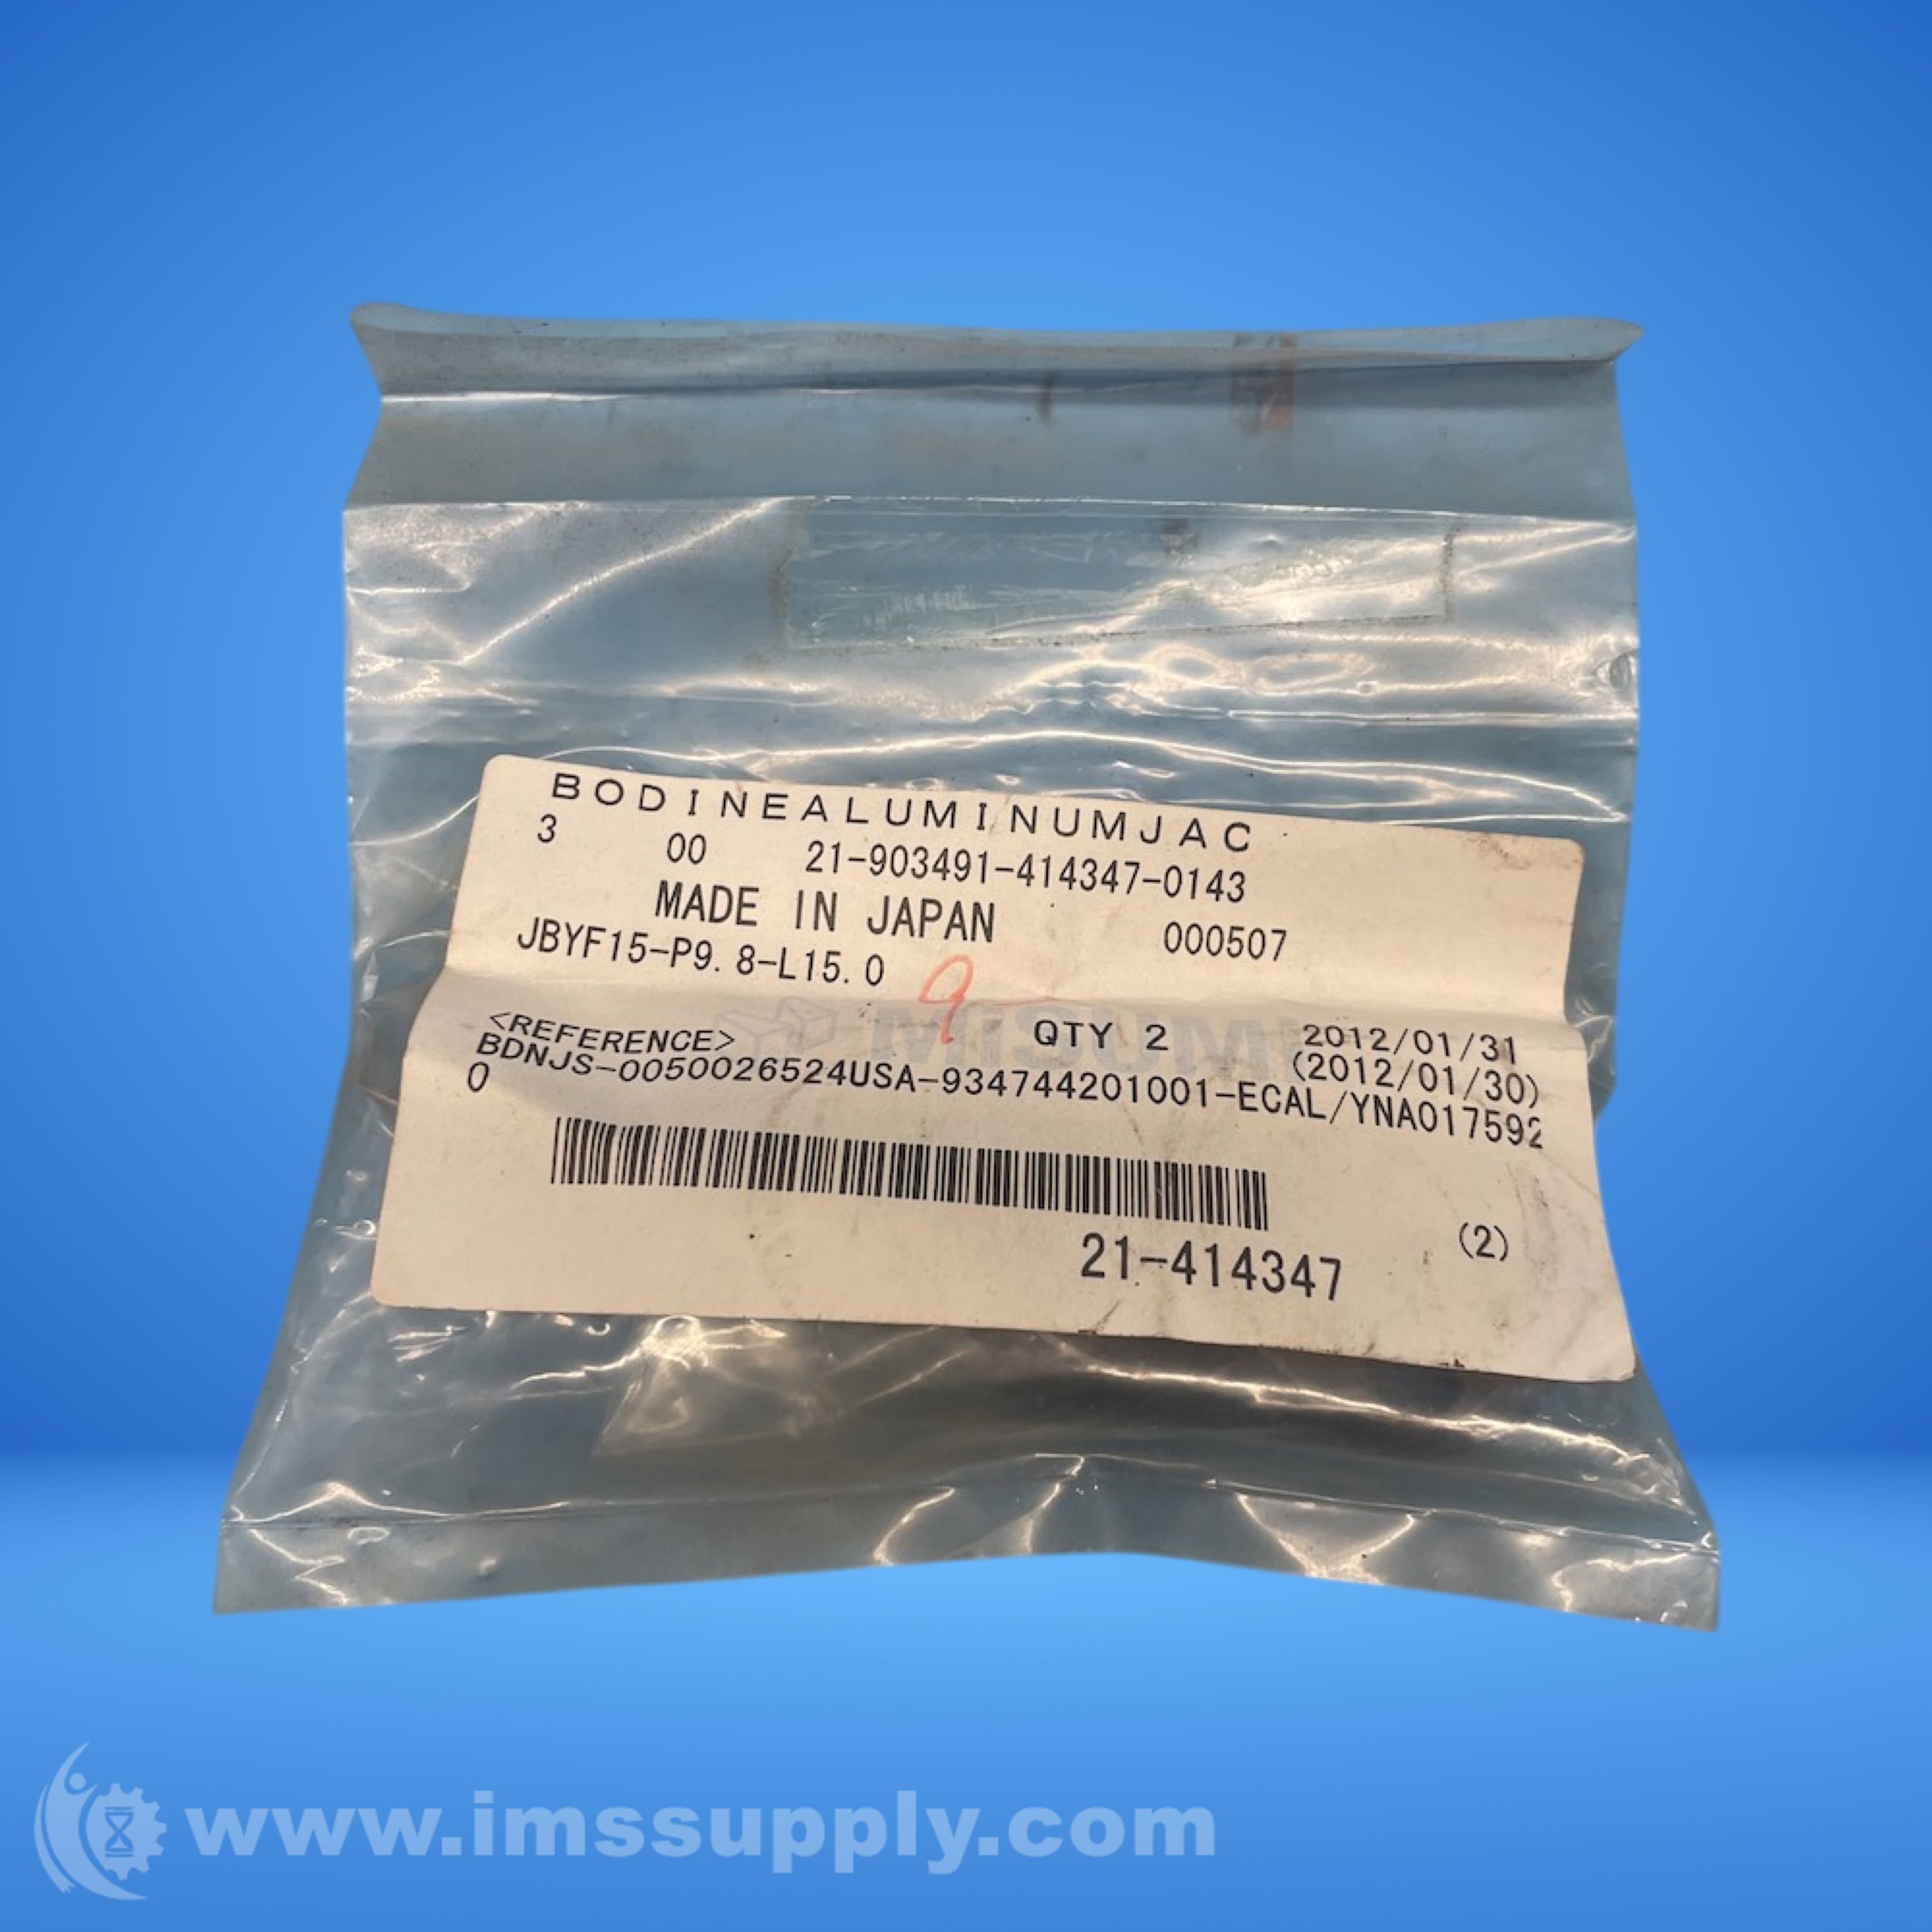 BODINEALUMINUMJAC
3 00 21-903491-414347-0143
MADE IN JAPAN 000507
JBYF15-P9.8-L15.0
9
MISUMI
<REFERENCE> QTY 2 2012/01/31
(2012/01/30)
BDNJS-0050026524USA-934744201001-ECAL/YNA017592
0
(2)
21-414347
www.imssupply.com